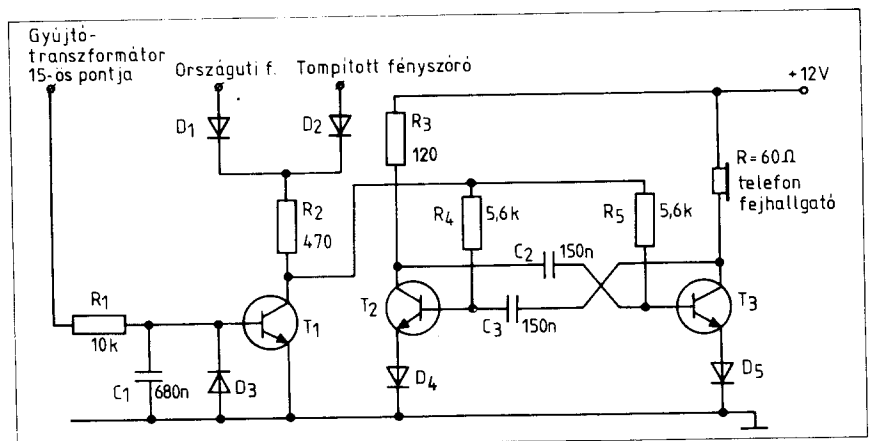 Gyújtó-
transzformátor
15-ös pontja
Országuti f.
Tompított fényszóró
+12V
D1
D2
R3
120
R=60Ω
telefon
fejhallgató
R2
470
R4
5,6k
R5
5,6k
C2
150n
R1
10k
T1
T2
C3
150n
T3
C1
680n
D3
D4
D5